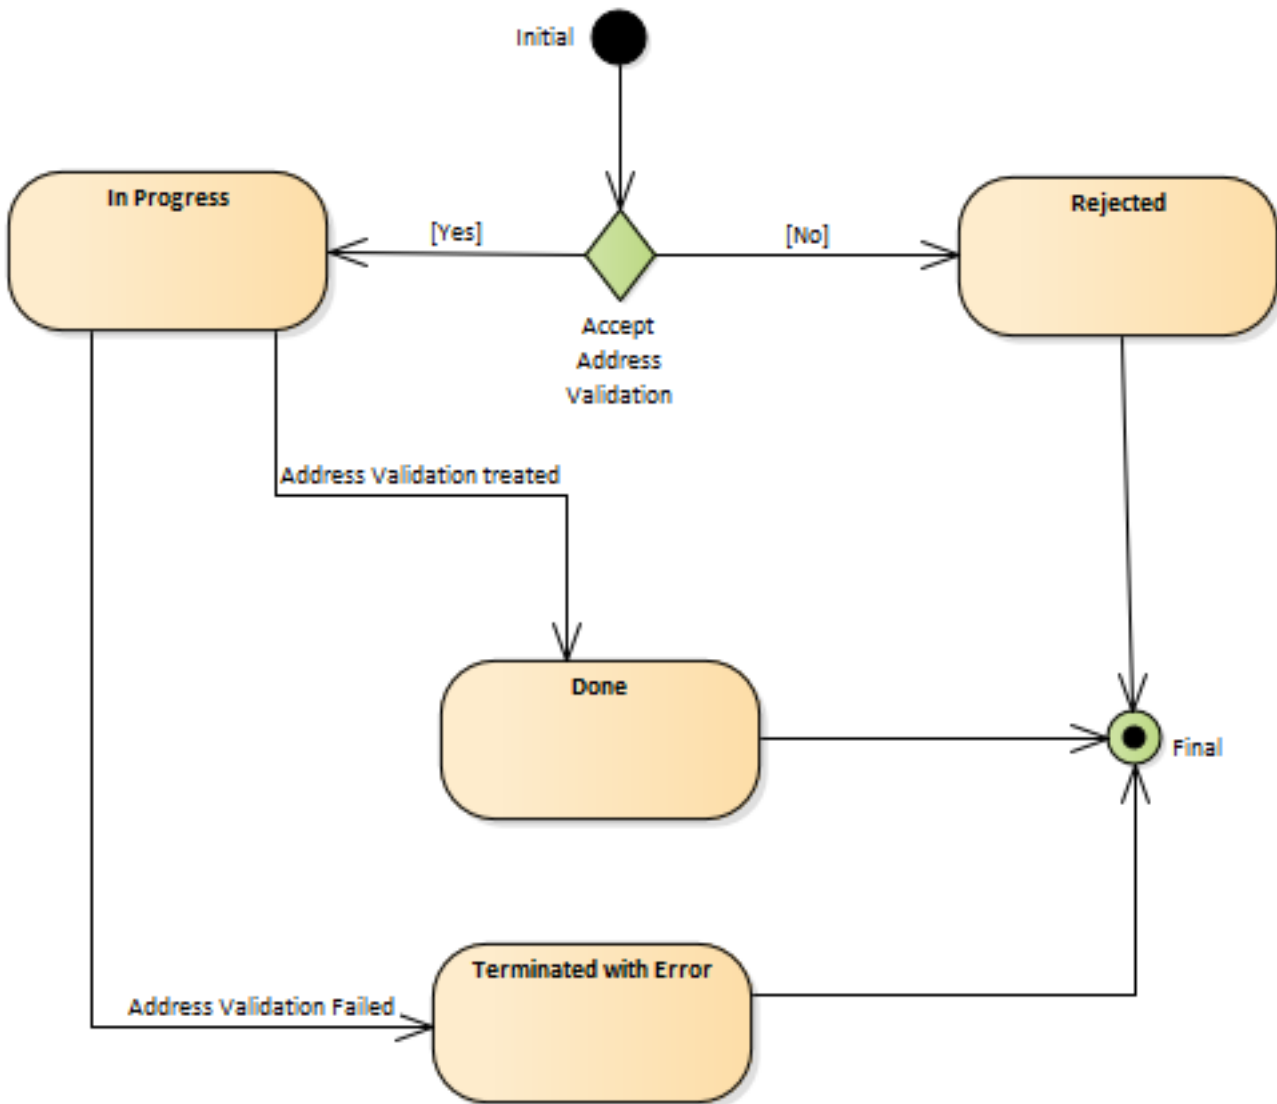 Initial
In Progress
Rejected
[Yes]
[No]
Accept
Address
Validation
Address Validation treated
Done
Final
Terminated with Error
Address Validation Failed